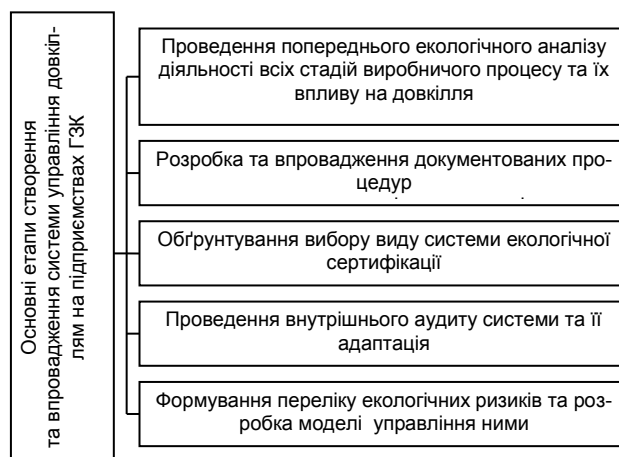 Основні етапи створення
та впровадження системи управління довкіл-
лям на підприємствах ГЗК
Проведення попереднього екологічного аналізу
діяльності всіх стадій виробничого процесу та їх
впливу на довкілля
Розробка та впровадження документованих про-
цедур
Обґрунтування вибору виду системи екологічної
сертифікації
Проведення внутрішнього аудиту системи та її
адаптація
Формування переліку екологічних ризиків та роз-
робка моделі управління ними